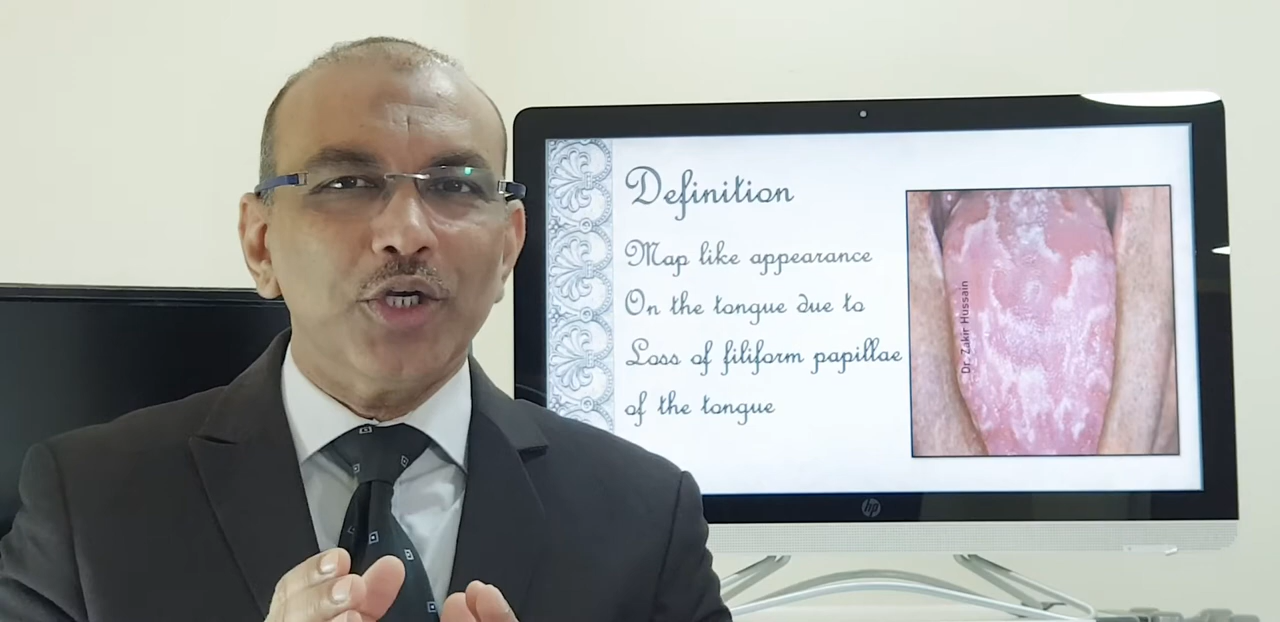 Definition
Map like appearance
On the tongue due to
Loss of filiform papillae
of the tongue
Dr. Zakir Hussain
hp